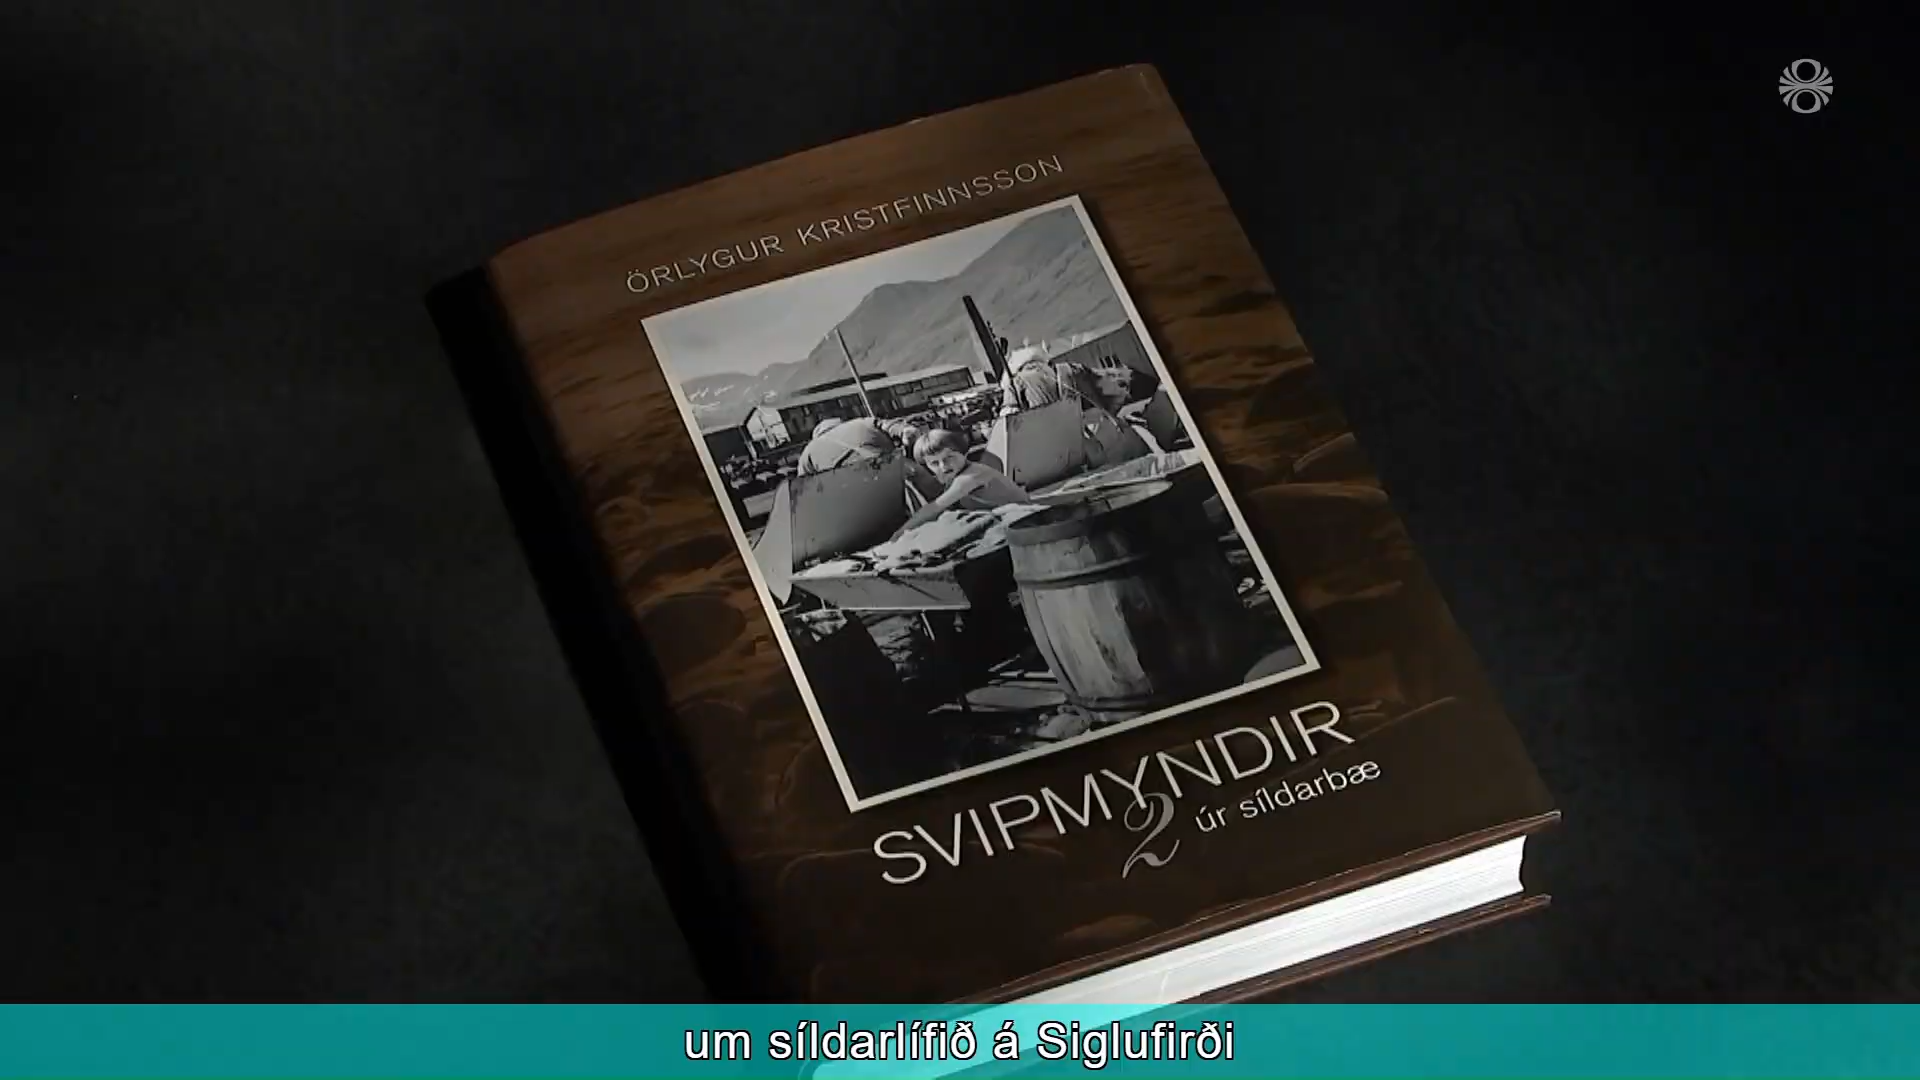 ÖRLYGUR KRISTFINNSSON
SVIPMYNDIR
2 úr síldarbæ
um síldarlífið á Siglufirði